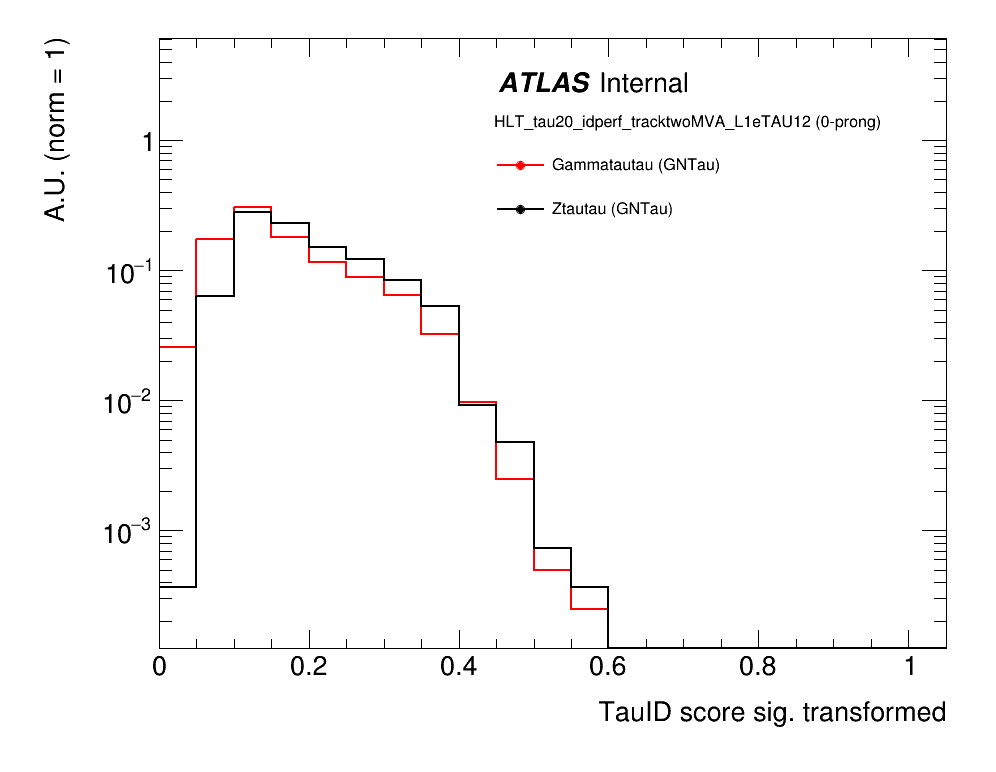 A.U. (norm = 1)
ATLAS Internal
HLT_tau20_idperf_tracktwoMVA_L1eTAU12 (0-prong)
Gammatautau (GNTau)
Ztautau (GNTau)
1
10⁻¹
10⁻²
10⁻³
0 0.2 0.4 0.6 0.8 1
TauID score sig. transformed